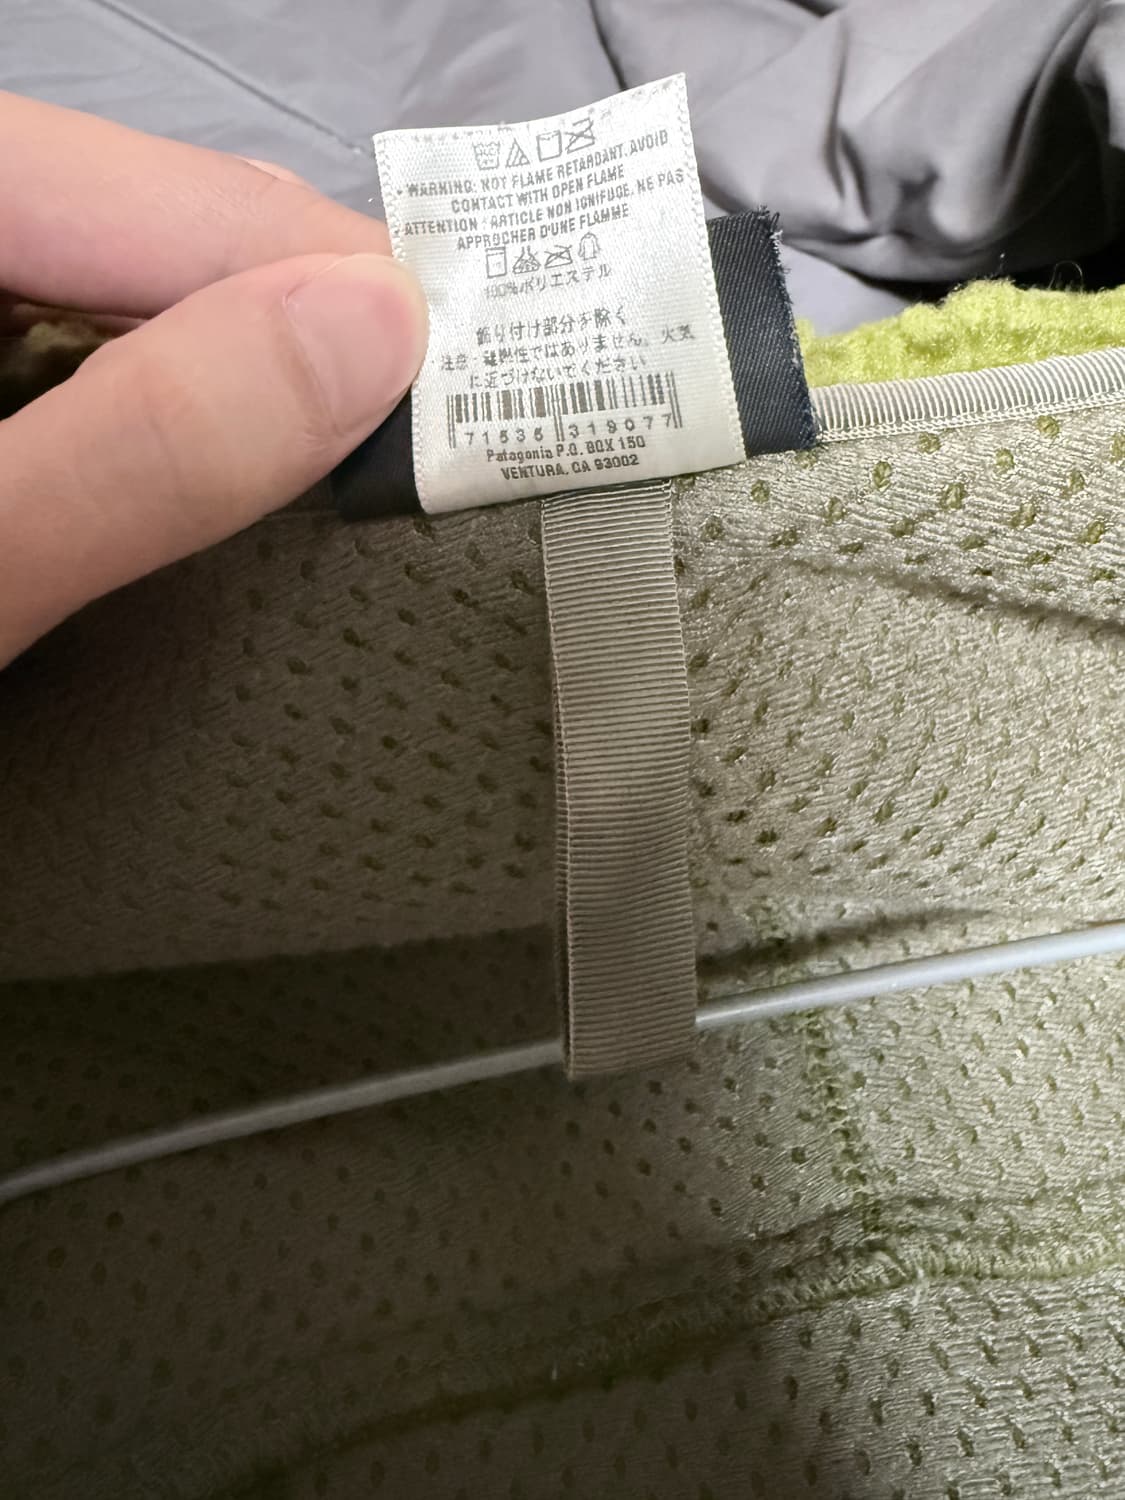 WARNING: NOT FLAME RETARDANT. AVOID
CONTACT WITH OPEN FLAME
ATTENTION : ARTICLE NON IGNIFUGE. NE PAS
APPROCHER D'UNE FLAMME
100%ポリエステル
飾り付け部分を除く
注意:難燃性ではありません。火気
に近づけないでください
71535 319077
Patagonia P.O. BOX 150
VENTURA, CA 93002